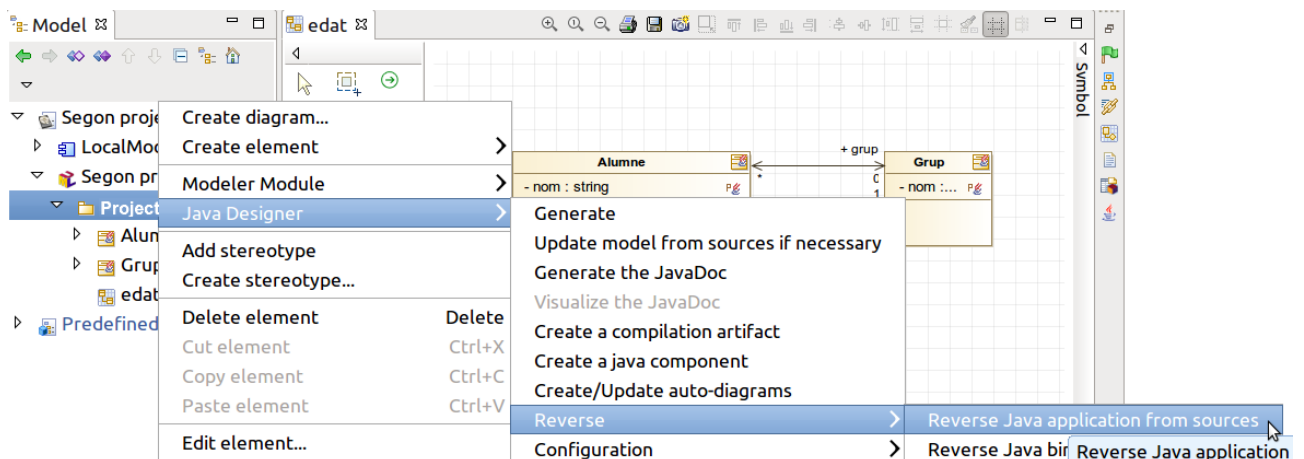 Model
edat
Symbol
Segon proje
Create diagram...
LocalMod
Create element
+ grup
Alumne
Grup
Segon pr
Modeler Module
- nom : string
*
0
1
- nom :...
Project
Java Designer
Generate
Alum
Add stereotype
Update model from sources if necessary
Grup
Create stereotype...
Generate the JavaDoc
edat
Visualize the JavaDoc
Predefined
Delete element Delete
Create a compilation artifact
Cut element Ctrl+X
Create a java component
Copy element Ctrl+C
Create/Update auto-diagrams
Paste element Ctrl+V
Reverse
Reverse Java application from sources
Edit element...
Configuration
Reverse Java bin
Reverse Java application